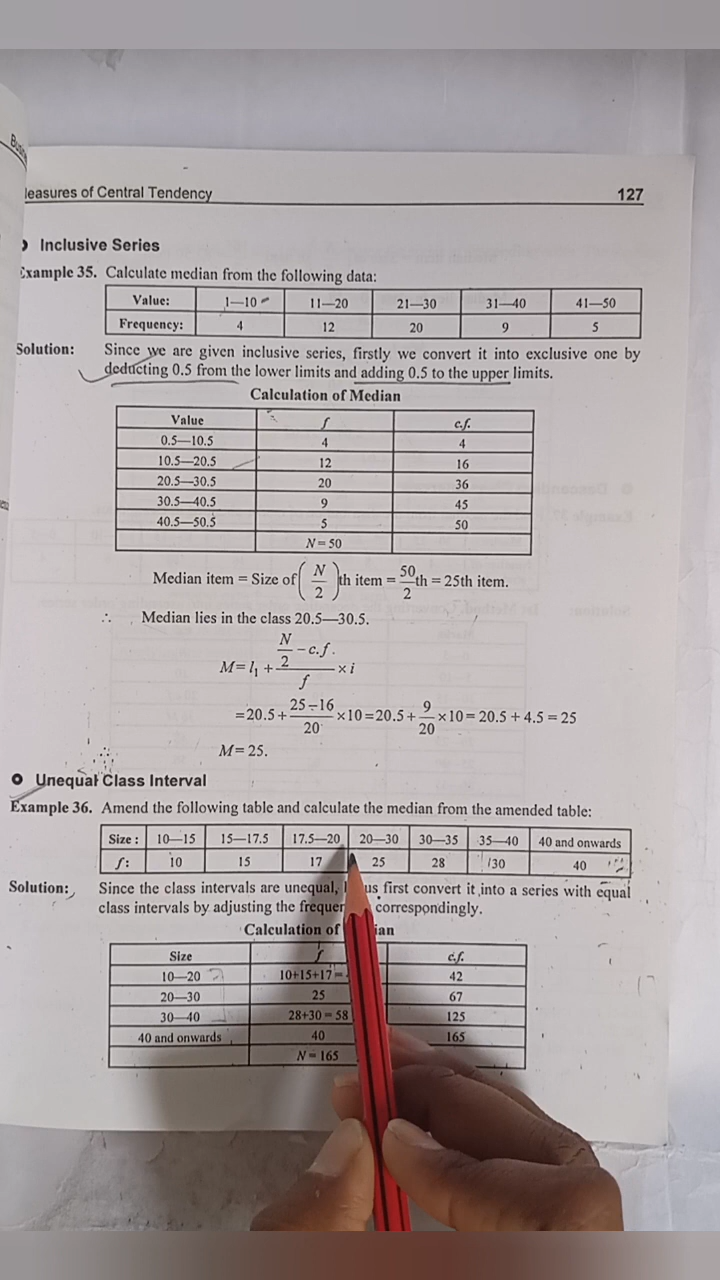 Measures of Central Tendency 127
Inclusive Series
Example 35. Calculate median from the following data:
Value: 1—10 11—20 21—30 31—40 41—50
Frequency: 4 12 20 9 5
Solution: Since we are given inclusive series, firstly we convert it into exclusive one by
deducting 0.5 from the lower limits and adding 0.5 to the upper limits.
Calculation of Median
Value f c.f.
0.5—10.5 4 4
10.5—20.5 12 16
20.5—30.5 20 36
30.5—40.5 9 45
40.5—50.5 5 50
N = 50
Median item = Size of (N/2)th item = 50/2 th = 25th item.
∴ Median lies in the class 20.5—30.5.
M = l₁ + (N/2 − c.f.)/f × i
= 20.5 + (25−16)/20 × 10 = 20.5 + 9/20 × 10 = 20.5 + 4.5 = 25
∴ M = 25.
Unequal Class Interval
Example 36. Amend the following table and calculate the median from the amended table:
Size : 10—15 15—17.5 17.5—20 20—30 30—35 35—40 40 and onwards
f : 10 15 17 25 28 30 40
Solution: Since the class intervals are unequal, us first convert it into a series with equal
class intervals by adjusting the correspondingly.
Calculation of
Size f c.f.
10—20 10+15+17 = 42
20—30 25 67
30—40 28+30 = 58 125
40 and onwards 40 165
N = 165